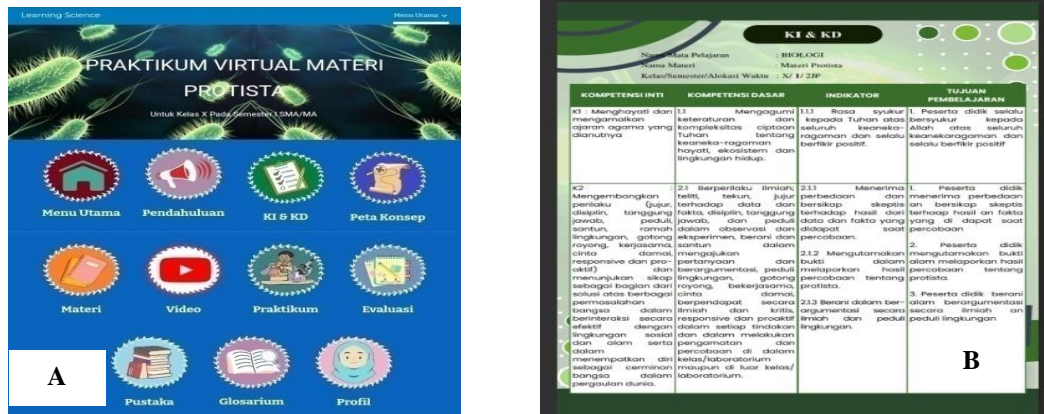 Learning Science
Menu Utama
PRAKTIKUM VIRTUAL MATERI
PROTISTA
Untuk Kelas X Pada Semester I SMA/MA
Menu Utama
Pendahuluan
KI & KD
Peta Konsep
Materi
Video
Praktikum
Evaluasi
Pustaka
Glosarium
Profil
A
KI & KD
Nama Mata Pelajaran : BIOLOGI
Nama Materi : Materi Protista
Kelas/Semester/Alokasi Waktu : X/ I/ 2JP
KOMPETENSI INTI
KOMPETENSI DASAR
INDIKATOR
TUJUAN
PEMBELAJARAN
K1 : Menghayati dan
mengamalkan
ajaran agama yang
dianutnya
1.1 Mengagumi
keteraturan dan
kompleksitas ciptaan
Tuhan tentang
keaneka-ragaman
hayati, ekosistem dan
lingkungan hidup.
1.1.1 Rasa syukur
kepada Tuhan atas
seluruh keaneka-
ragaman dan selalu
berfikir positif.
1. Peserta didik selalu
bersyukur kepada
Allah atas seluruh
keanekaragaman dan
selalu berfikir positif
K2 :
Mengembangkan
perilaku (jujur,
disiplin, tanggung
jawab, peduli,
santun, ramah
lingkungan, gotong
royong, kerjasama,
cinta damai,
responsive dan pro-
aktif) dan
menunjukan sikap
sebagai bagian dari
solusi atas berbagai
permasalahan
bangsa dalam
berinteraksi secara
efektif dengan
lingkungan sosial
dan alam serta
dalam
menempatkan diri
sebagai cerminan
bangsa dalam
pergaulan dunia.
2.1 Berperilaku ilmiah;
teliti, tekun, jujur
terhadap data dan
fakta, disiplin, tanggung
jawab, dan peduli
dalam observasi dan
eksperimen, berani dan
santun dalam
mengajukan
pertanyaan dan
berargumentasi, peduli
lingkungan, gotong
royong, bekerjasama,
cinta damai,
berpendapat secara
ilmiah dan kritis,
responsive dan proaktif
dalam setiap tindakan
dan dalam melakukan
pengamatan dan
percobaan di dalam
kelas/laboratorium
maupun di luar kelas/
laboratorium.
2.1.1 Menerima
perbedaan dan
bersikap skeptis
terhadap hasil dari
data dan fakta yang
didapat saat
percobaan.
2.1.2 Mengutamakan
bukti dalam
melaporkan hasil
percobaan tentang
protista.
2.1.3 Berani dalam ber-
argumentasi secara
ilmiah dan peduli
lingkungan.
1. Peserta didik
menerima perbedaan
an bersikap skeptis
terhaap hasil an fakta
yang di dapat saat
percobaan
2. Peserta didik
mengutamakan bukti
alam melaporkan hasil
percobaan tentang
protista.
3. Peserta didik berani
alam berargumentasi
secara ilmiah an
peduli lingkungan
B